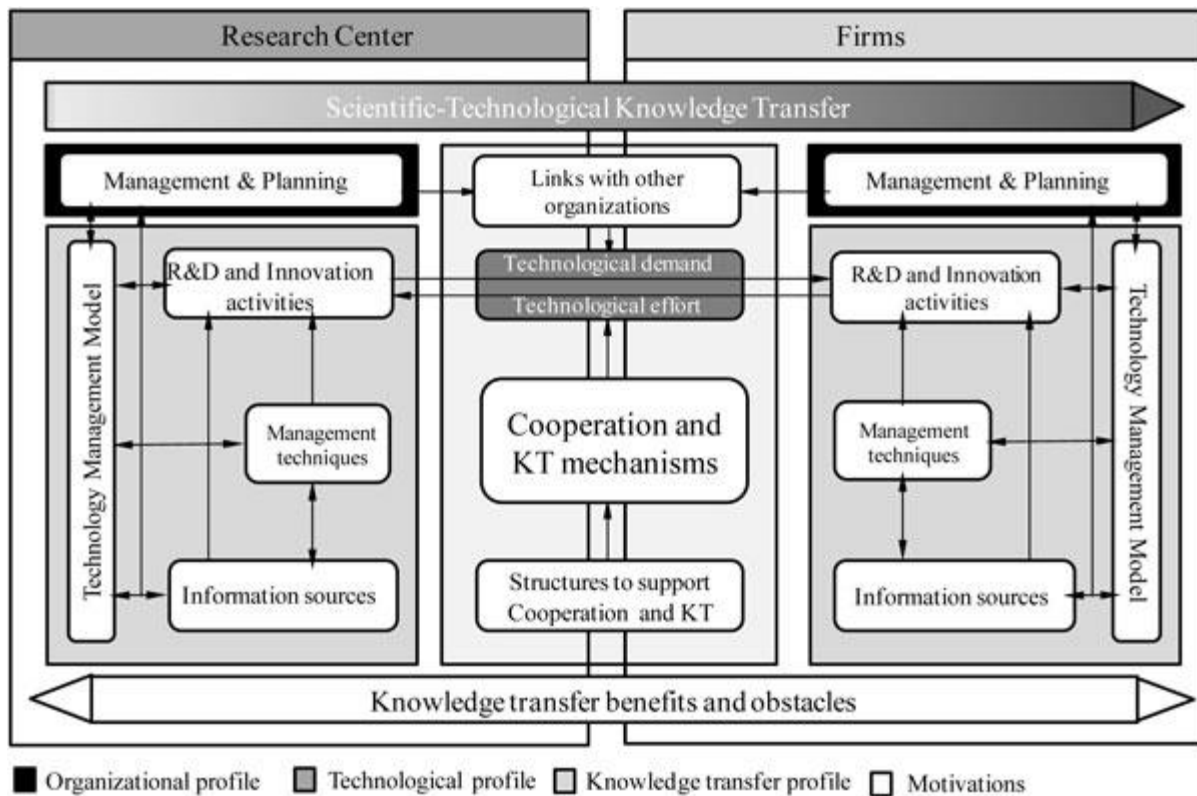 Research Center
Firms
Scientific-Technological Knowledge Transfer
Management & Planning
Links with other
organizations
Management & Planning
Technology Management Model
R&D and Innovation
activities
Technological demand
Technological effort
R&D and Innovation
activities
Technology Management Model
Management
techniques
Cooperation and
KT mechanisms
Management
techniques
Information sources
Structures to support
Cooperation and KT
Information sources
Knowledge transfer benefits and obstacles
Organizational profile
Technological profile
Knowledge transfer profile
Motivations